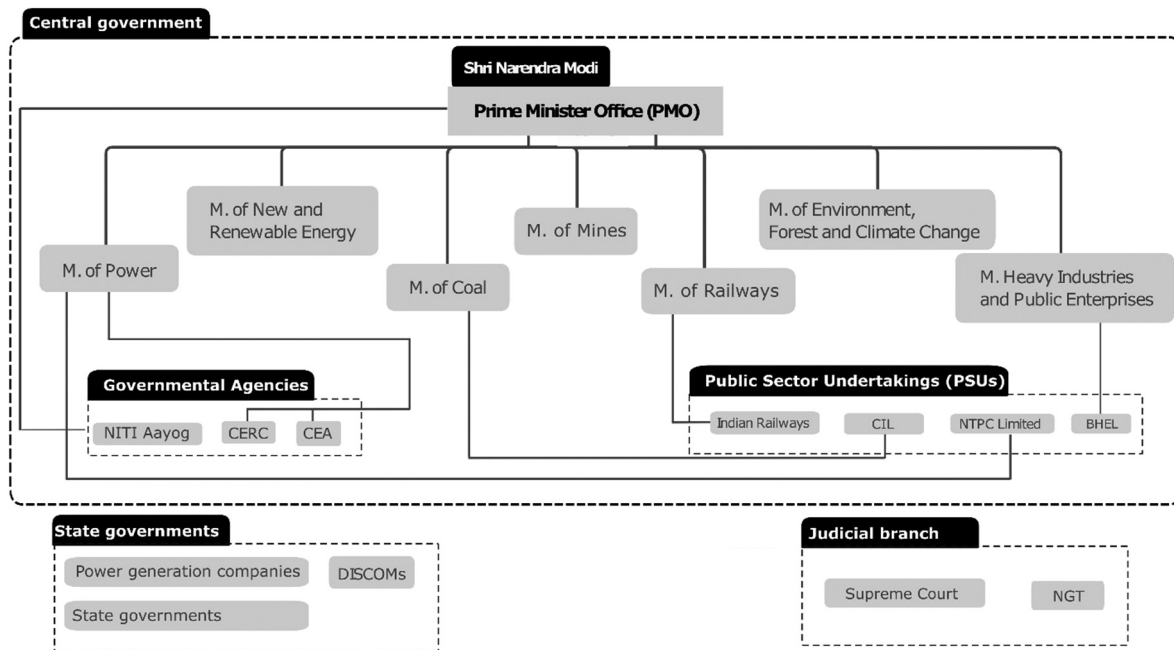 Central government
Shri Narendra Modi
Prime Minister Office (PMO)
M. of New and
Renewable Energy
M. of Mines
M. of Environment,
Forest and Climate Change
M. of Power
M. of Coal
M. of Railways
M. Heavy Industries
and Public Enterprises
Governmental Agencies
NITI Aayog
CERC
CEA
Public Sector Undertakings (PSUs)
Indian Railways
CIL
NTPC Limited
BHEL
State governments
Power generation companies
DISCOMs
State governments
Judicial branch
Supreme Court
NGT